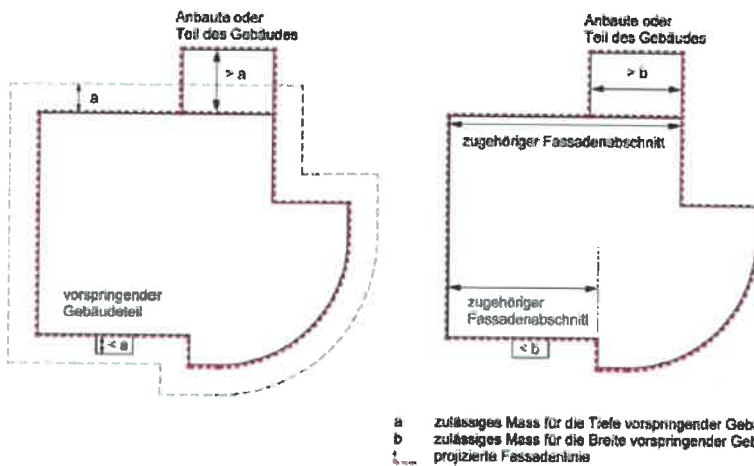 Anbaute oder
Teil des Gebäudes
> a
a
vorspringender
Gebäudeteil
< a
Anbaute oder
Teil des Gebäudes
> b
zugehöriger Fassadenabschnitt
zugehöriger
Fassadenabschnitt
< b
a zulässiges Mass für die Tiefe vorspringender Geb
b zulässiges Mass für die Breite vorspringender Geb
projizierte Fassadenlinie